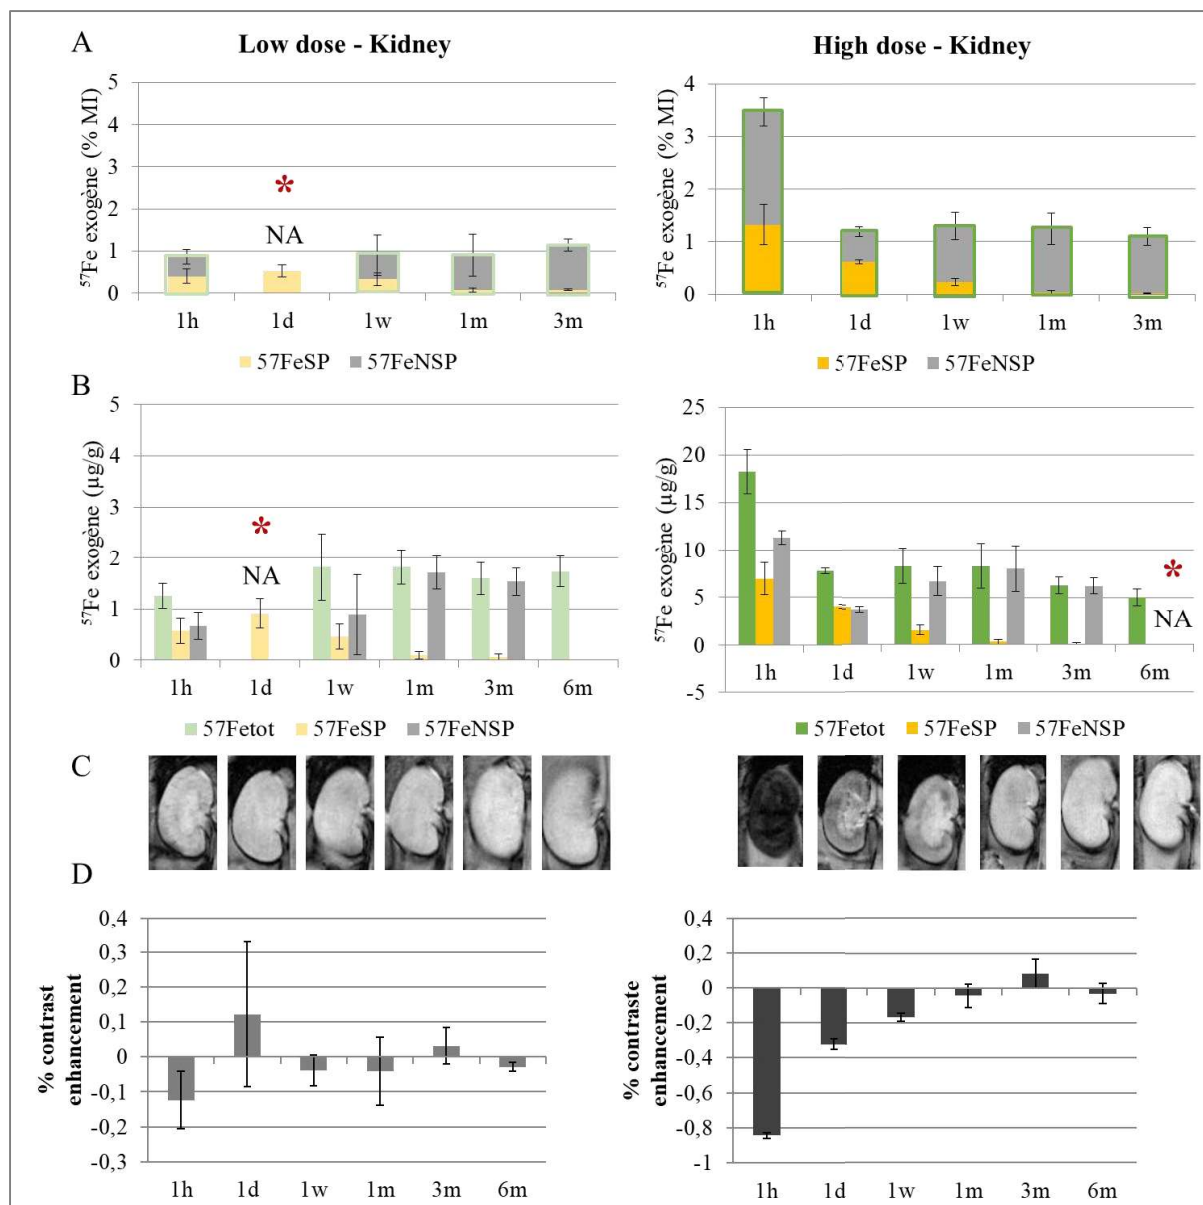 A
Low dose - Kidney
High dose - Kidney
⁵⁷Fe exogène (% MI)
5
4
3
2
1
0
*
NA
1h 1d 1w 1m 3m
57FeSP 57FeNSP
⁵⁷Fe exogène (% MI)
4
3
2
1
0
1h 1d 1w 1m 3m
57FeSP 57FeNSP
B
⁵⁷Fe exogène (µg/g)
5
4
3
2
1
0
*
NA
1h 1d 1w 1m 3m 6m
57Fetot 57FeSP 57FeNSP
⁵⁷Fe exogène (µg/g)
25
20
15
10
5
0
-5
*
NA
1h 1d 1w 1m 3m 6m
57Fetot 57FeSP 57FeNSP
C
D
% contrast
enhancement
0,4
0,3
0,2
0,1
0
-0,1
-0,2
-0,3
1h 1d 1w 1m 3m 6m
% contraste
enhancement
0,4
0,2
0
-0,2
-0,4
-0,6
-0,8
-1
1h 1d 1w 1m 3m 6m